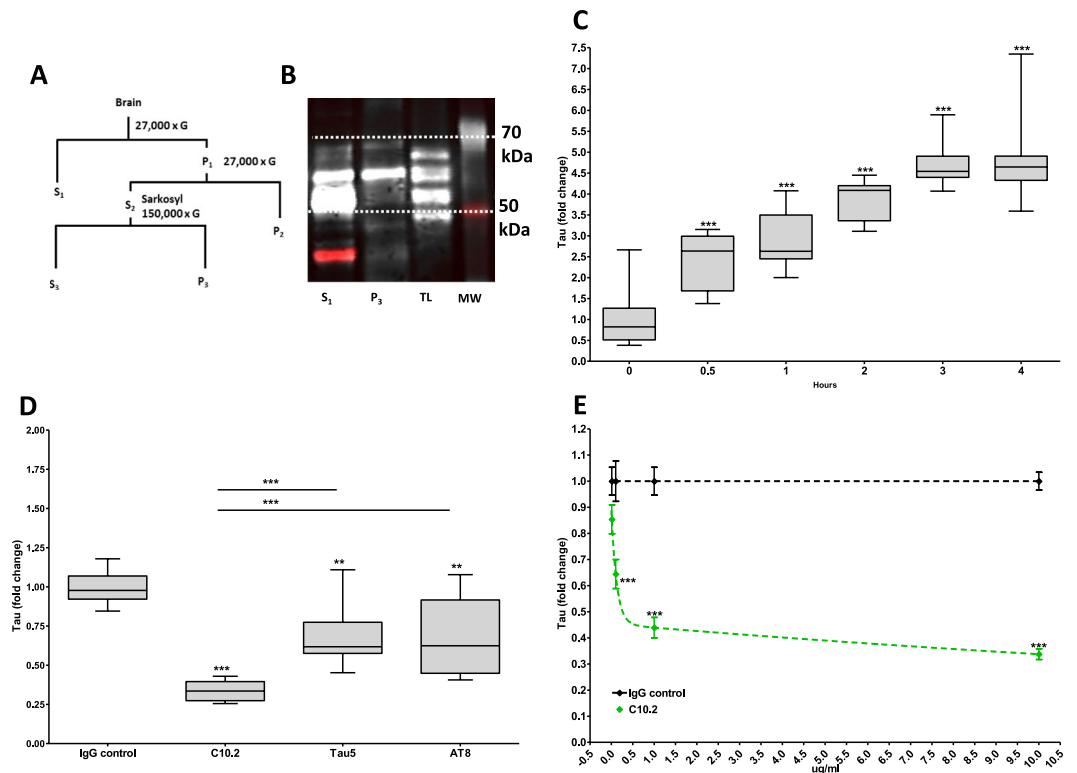 A
Brain
27,000 x G
P1
27,000 x G
S1
S2
Sarkosyl
150,000 x G
P2
S3
P3
B
70
kDa
50
kDa
S1
P3
TL
MW
C
Tau (fold change)
7.5
7.0
6.5
6.0
5.5
5.0
4.5
4.0
3.5
3.0
2.5
2.0
1.5
1.0
0.5
0.0
***
***
***
***
***
0
0.5
1
2
3
4
Hours
D
Tau (fold change)
2.00
1.75
1.50
1.25
1.00
0.75
0.50
0.25
0.00
***
***
***
**
**
IgG control
C10.2
Tau5
AT8
E
Tau (fold change)
1.2
1.1
1.0
0.9
0.8
0.7
0.6
0.5
0.4
0.3
0.2
0.1
0.0
***
***
***
IgG control
C10.2
-0.5
0.0
0.5
1.0
1.5
2.0
2.5
3.0
3.5
4.0
4.5
5.0
5.5
6.0
6.5
7.0
7.5
8.0
8.5
9.0
9.5
10.0
10.5
ug/ml